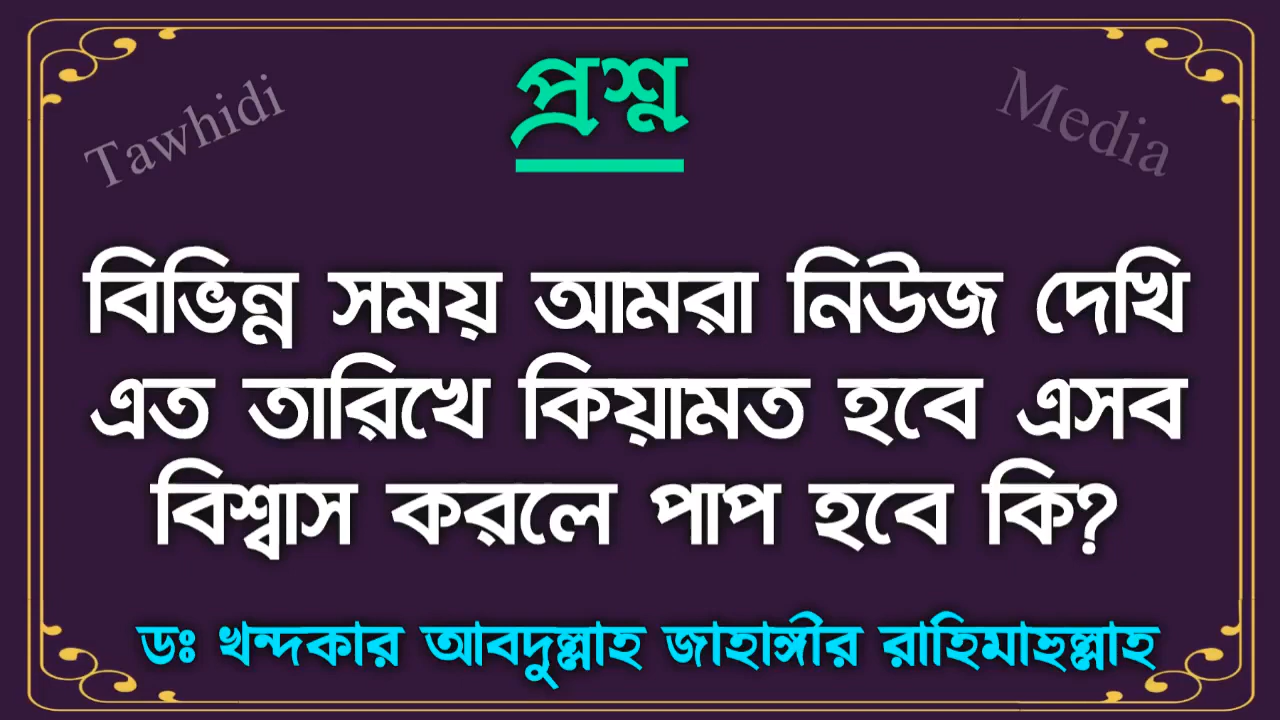 প্রশ্ন
Tawhidi
Media
বিভিন্ন সময় আমরা নিউজ দেখি
এত তারিখে কিয়ামত হবে এসব
বিশ্বাস করলে পাপ হবে কি?
ডঃ খন্দকার আবদুল্লাহ জাহাঙ্গীর রাহিমাহুল্লাহ